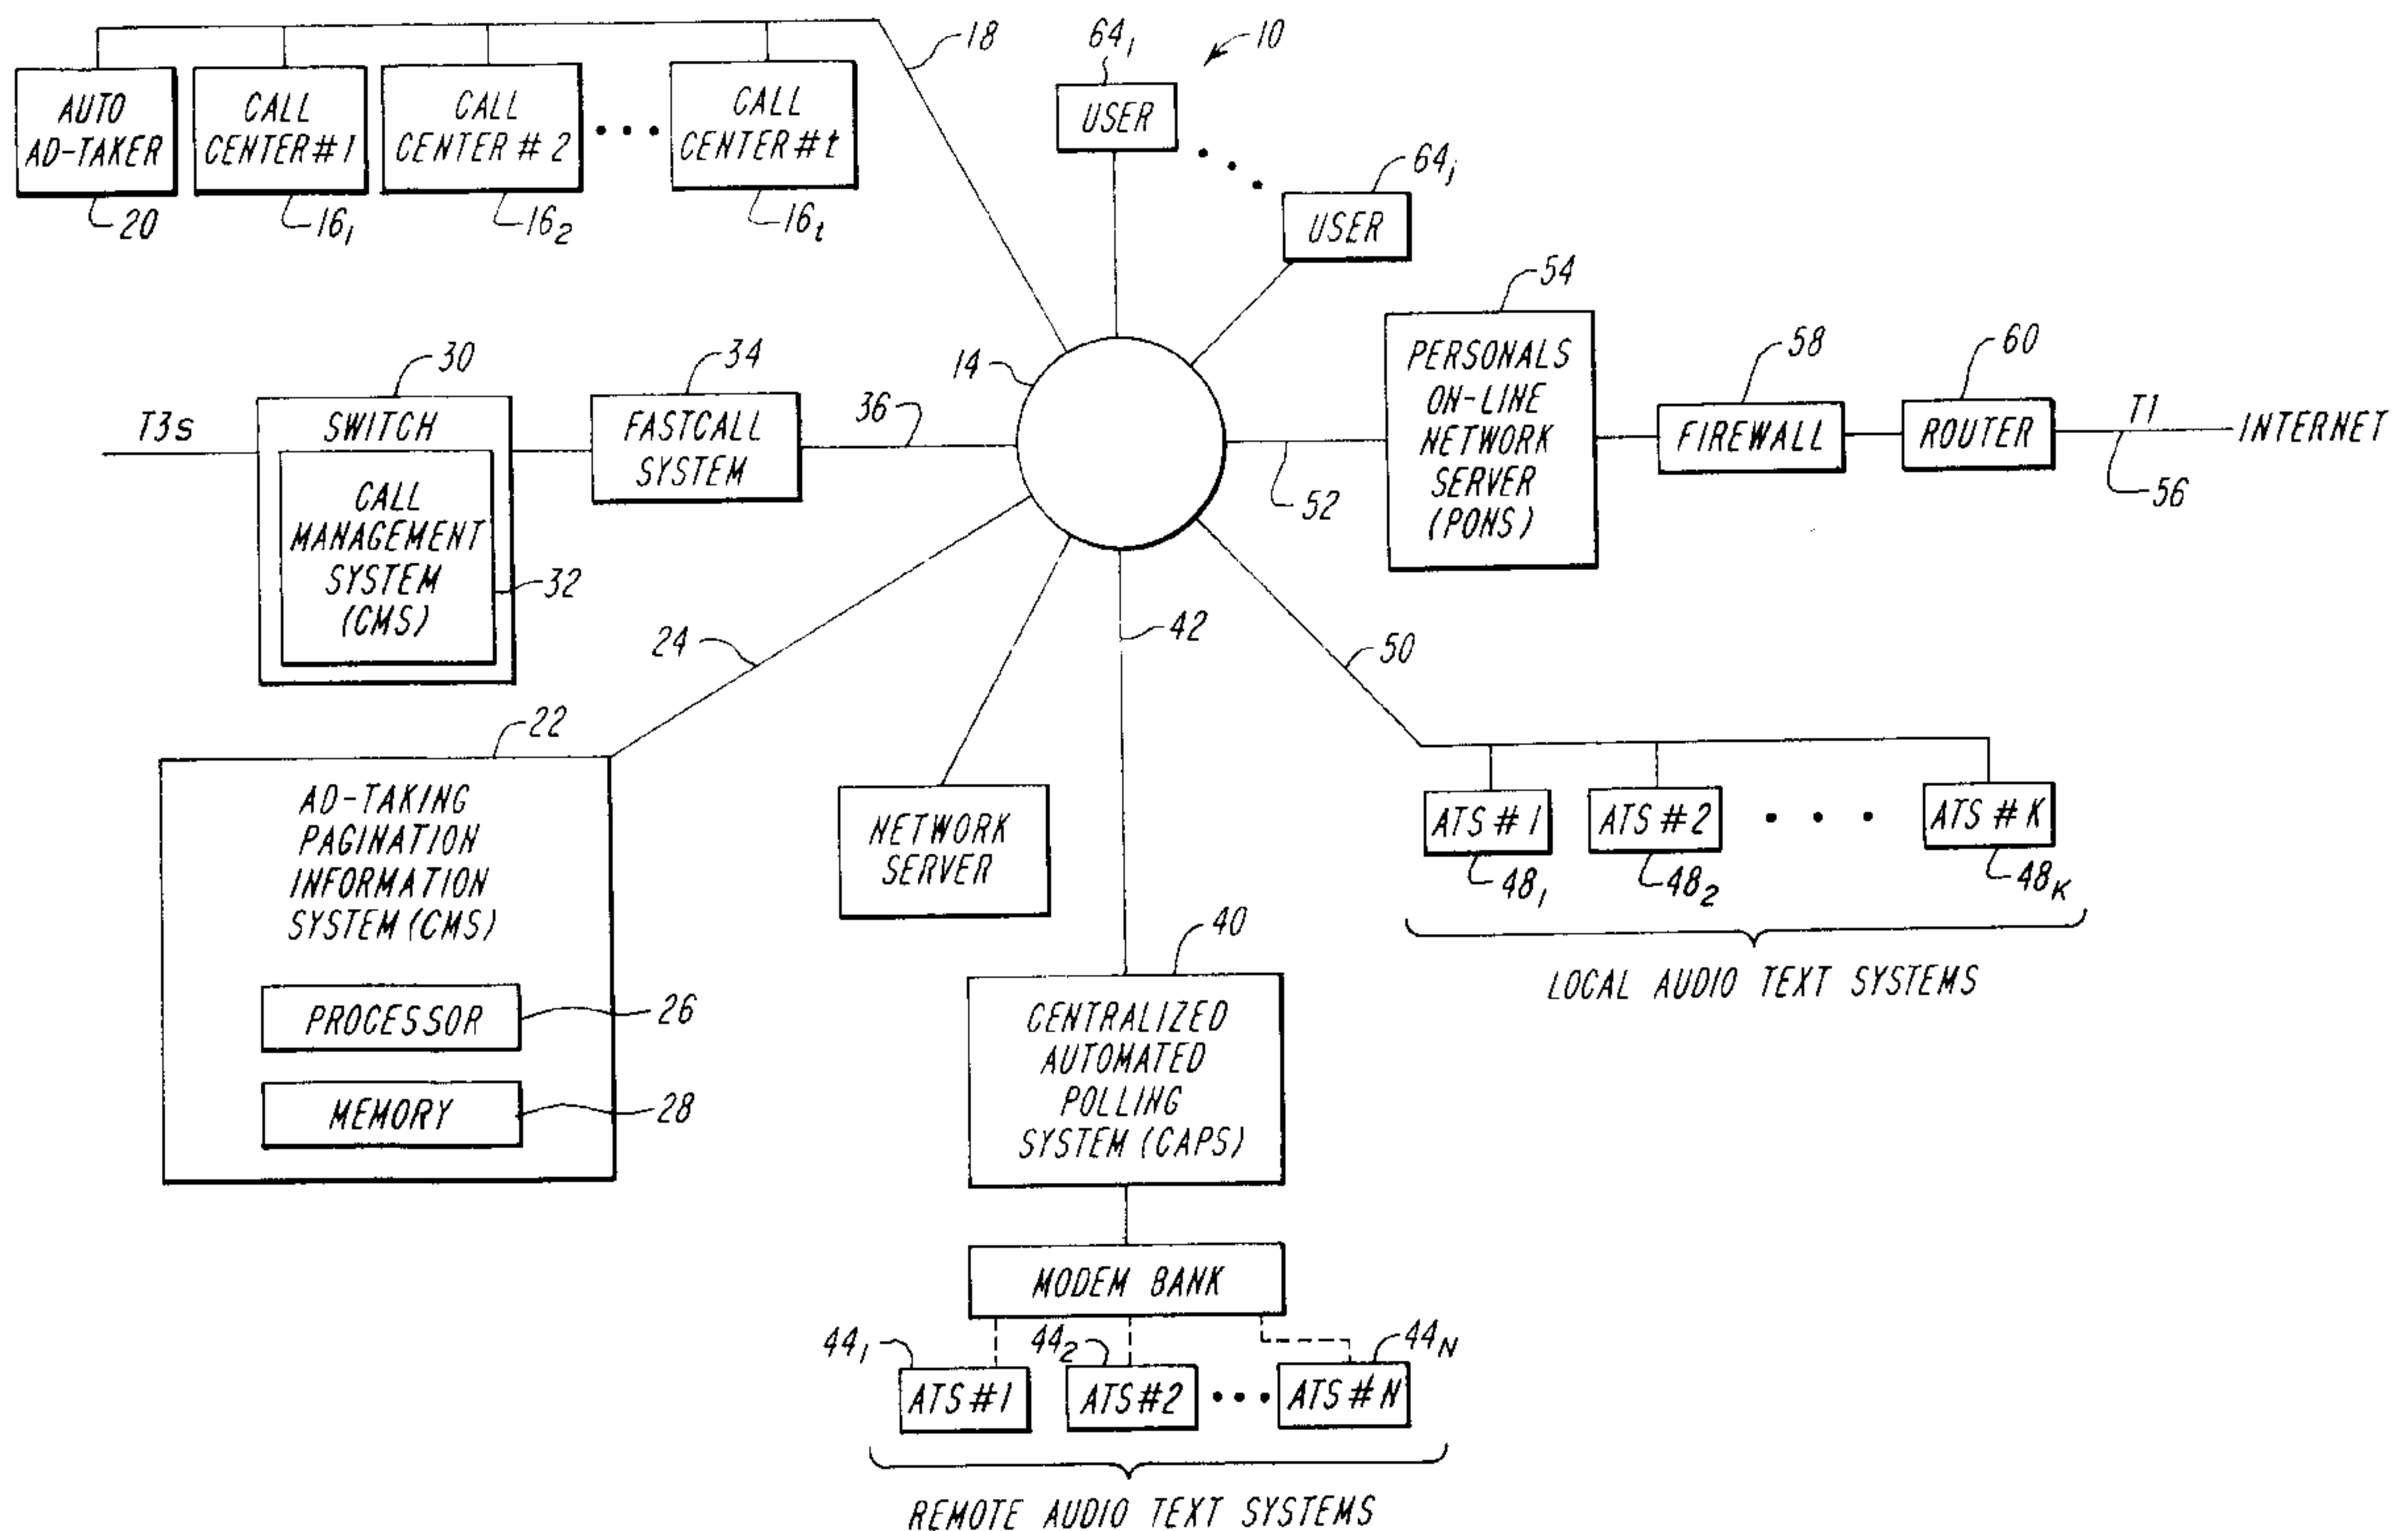 18
64₁
10
AUTO
AD-TAKER
CALL
CENTER #1
CALL
CENTER #2
CALL
CENTER #t
USER
64ⱼ
USER
20
16₁
16₂
16ₜ
54
30
34
14
58
60
T3s
SWITCH
FASTCALL
SYSTEM
36
PERSONALS
ON-LINE
NETWORK
SERVER
(PONS)
FIREWALL
ROUTER
T1
INTERNET
52
56
CALL
MANAGEMENT
SYSTEM
(CMS)
32
24
42
50
22
AD-TAKING
PAGINATION
INFORMATION
SYSTEM (CMS)
NETWORK
SERVER
ATS #1
ATS #2
ATS #K
48₁
48₂
48ₖ
LOCAL AUDIO TEXT SYSTEMS
40
PROCESSOR
26
MEMORY
28
CENTRALIZED
AUTOMATED
POLLING
SYSTEM (CAPS)
MODEM BANK
44₁
44₂
44N
ATS #1
ATS #2
ATS #N
REMOTE AUDIO TEXT SYSTEMS